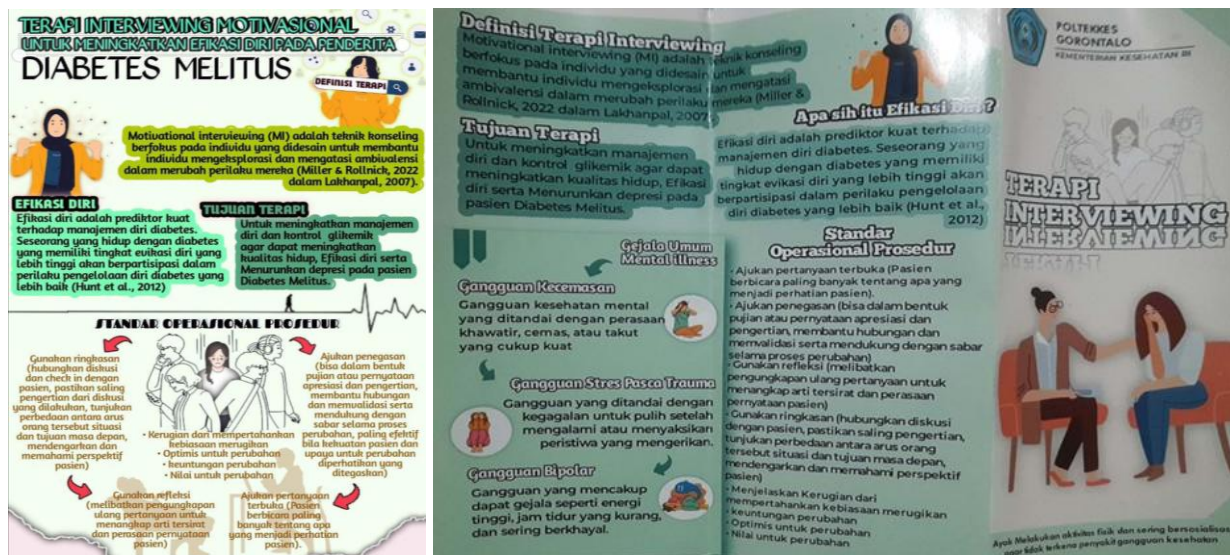 TERAPI INTERVIEWING MOTIVASIONAL
UNTUK MENINGKATKAN EFIKASI DIRI PADA PENDERITA
DIABETES MELITUS
DEFINISI TERAPI
Motivational interviewing (MI) adalah teknik konseling
berfokus pada individu yang didesain untuk membantu
individu mengeksplorasi dan mengatasi ambivalensi
dalam merubah perilaku mereka (Miller & Rollnick, 2022
dalam Lakhanpal, 2007).
EFIKASI DIRI
Efikasi diri adalah prediktor kuat
terhadap manajemen diri diabetes.
Seseorang yang hidup dengan diabetes
yang memiliki tingkat evikasi diri yang
lebih tinggi akan berpartisipasi dalam
perilaku pengelolaan diri diabetes yang
lebih baik (Hunt et al., 2012)
TUJUAN TERAPI
Untuk meningkatkan manajemen
diri dan kontrol glikemik
agar dapat meningkatkan
kualitas hidup, Efikasi diri serta
Menurunkan depresi pada pasien
Diabetes Melitus.
STANDAR OPERASIONAL PROSEDUR
Gunakan ringkasan
(hubungkan diskusi
dan check in dengan
pasien, pastikan saling
pengertian dari diskusi
yang dilakukan, tunjukan
perbedaan antara arus
orang tersebut situasi
dan tujuan masa depan,
mendengarkan dan
memahami perspektif
pasien)
Ajukan penegasan
(bisa dalam bentuk
pujian atau pernyataan
apresiasi dan pengertian,
membantu hubungan
dan memvalidasi serta
mendukung dengan
sabar selama proses
perubahan, paling efektif
bila kekuatan pasien dan
upaya untuk perubahan
diperhatikan yang
ditegaskan)
• Kerugian dari mempertahankan
kebiasaan merugikan
• Optimis untuk perubahan
• keuntungan perubahan
• Nilai untuk perubahan
Gunakan refleksi
(melibatkan pengungkapan
ulang pertanyaan untuk
menangkap arti tersirat
dan perasaan pernyataan
pasien)
Ajukan pertanyaan
terbuka (Pasien
berbicara paling
banyak tentang apa
yang menjadi perhatian
pasien).
Definisi Terapi Interviewing
Motivational interviewing (MI) adalah teknik konseling
berfokus pada individu yang didesain untuk
membantu individu mengeksplorasi dan mengatasi
ambivalensi dalam merubah perilaku mereka (Miller &
Rollnick, 2022 dalam Lakhanpal, 2007)
Tujuan Terapi
Untuk meningkatkan manajemen
diri dan kontrol glikemik agar dapat
meningkatkan kualitas hidup, Efikasi
diri serta Menurunkan depresi pada
pasien Diabetes Melitus.
Gejala Umum
Mental illness
Gangguan Kecemasan
Gangguan kesehatan mental
yang ditandai dengan perasaan
khawatir, cemas, atau takut
yang cukup kuat
Gangguan Stres Pasca Trauma
Gangguan yang ditandai dengan
kegagalan untuk pulih setelah
mengalami atau menyaksikan
peristiwa yang mengerikan.
Gangguan Bipolar
Gangguan yang mencakup
dapat gejala seperti energi
tinggi, jam tidur yang kurang,
dan sering berkhayal.
Apa sih itu Efikasi Diri?
Efikasi diri adalah prediktor kuat terhadap
manajemen diri diabetes. Seseorang yang
hidup dengan diabetes yang memiliki
tingkat evikasi diri yang lebih tinggi akan
berpartisipasi dalam perilaku pengelolaan
diri diabetes yang lebih baik (Hunt et al.,
2012)
Standar
Operasional Prosedur
• Ajukan pertanyaan terbuka (Pasien
berbicara paling banyak tentang apa yang
menjadi perhatian pasien).
• Ajukan penegasan (bisa dalam bentuk
pujian atau pernyataan apresiasi dan
pengertian, membantu hubungan dan
memvalidasi serta mendukung dengan sabar
selama proses perubahan)
• Gunakan refleksi (melibatkan
pengungkapan ulang pertanyaan untuk
menangkap arti tersirat dan perasaan
pernyataan pasien)
• Gunakan ringkasan (hubungkan diskusi
dengan pasien, pastikan saling pengertian,
tunjukan perbedaan antara arus orang
tersebut situasi dan tujuan masa depan,
mendengarkan dan memahami perspektif
pasien)
• Menjelaskan Kerugian dari
mempertahankan kebiasaan merugikan
• keuntungan perubahan
• Optimis untuk perubahan
• Nilai untuk perubahan
POLTEKKES
GORONTALO
KEMENTERIAN KESEHATAN RI
TERAPI
INTERVIEWING
Ayok Melakukan aktivitas fisik dan sering bersosialisasi
agar tidak terkena penyakit gangguan kesehatan